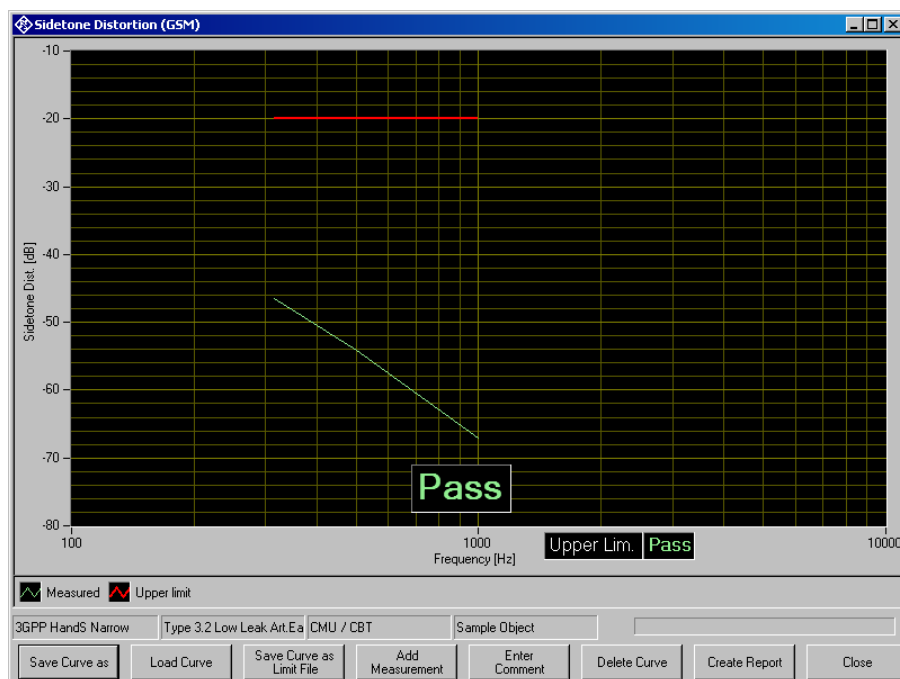 Sidetone Distortion (GSM)
-10
-20
-30
-40
-50
-60
-70
-80
Sidetone Dist. [dB]
Pass
100
1000
10000
Frequency [Hz]
Upper Lim. Pass
Measured Upper limit
3GPP HandS Narrow Type 3.2 Low Leak Art.Ea CMU / CBT Sample Object
Save Curve as
Load Curve
Save Curve as
Limit File
Add
Measurement
Enter
Comment
Delete Curve
Create Report
Close